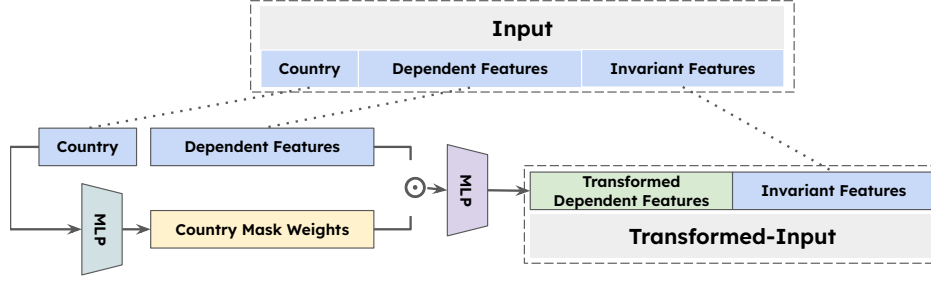 Input
Country
Dependent Features
Invariant Features
Country
Dependent Features
MLP
MLP
Country Mask Weights
Transformed
Dependent Features
Invariant Features
Transformed-Input